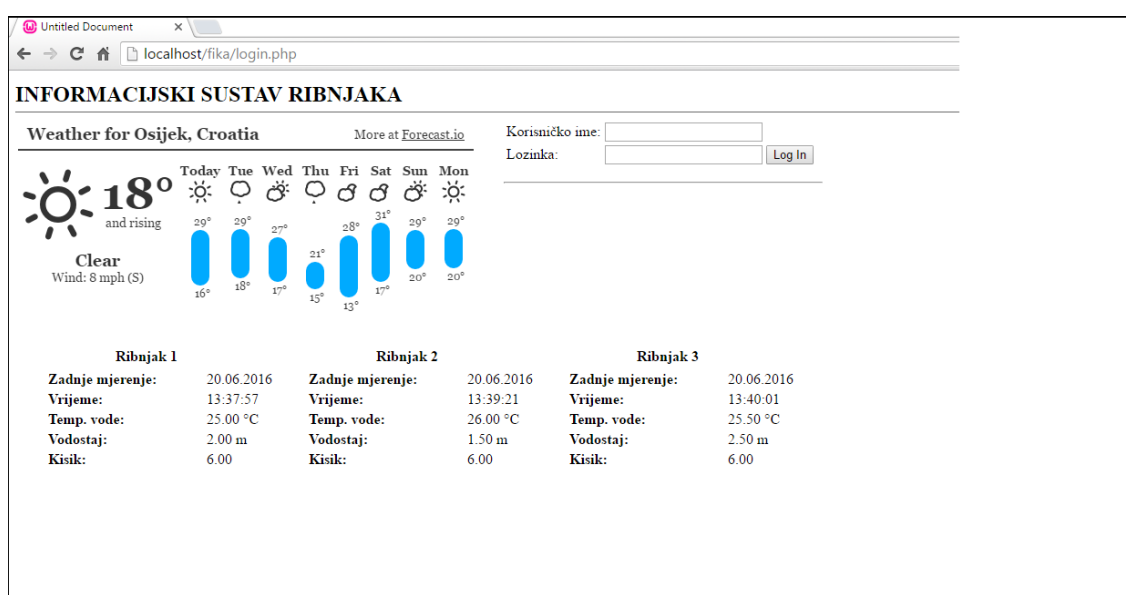 Untitled Document
localhost/fika/login.php
INFORMACIJSKI SUSTAV RIBNJAKA
Weather for Osijek, Croatia More at Forecast.io
18°
and rising
Clear
Wind: 8 mph (S)
Today Tue Wed Thu Fri Sat Sun Mon
29° 29° 27° 21° 28° 31° 29° 29°
16° 18° 17° 15° 13° 17° 20° 20°
Korisničko ime:
Lozinka: Log In
Ribnjak 1 Ribnjak 2 Ribnjak 3
Zadnje mjerenje: 20.06.2016 Zadnje mjerenje: 20.06.2016 Zadnje mjerenje: 20.06.2016
Vrijeme: 13:37:57 Vrijeme: 13:39:21 Vrijeme: 13:40:01
Temp. vode: 25.00 °C Temp. vode: 26.00 °C Temp. vode: 25.50 °C
Vodostaj: 2.00 m Vodostaj: 1.50 m Vodostaj: 2.50 m
Kisik: 6.00 Kisik: 6.00 Kisik: 6.00